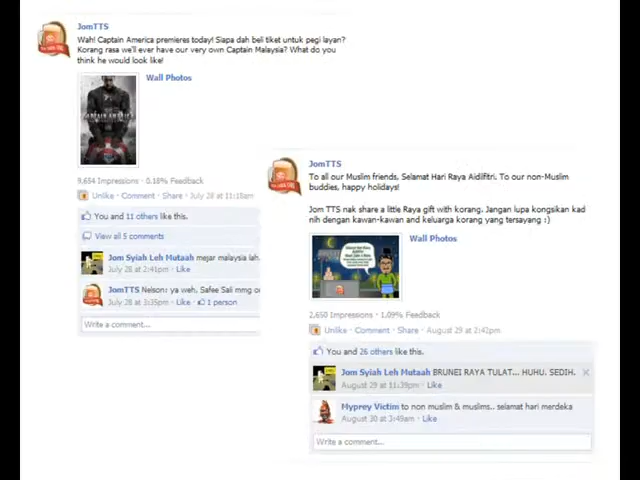 JomTTS
Wah! Captain America premieres today! Siapa dah beli tiket untuk pegi layan?
Korang rasa we'll ever have our very own Captain Malaysia? What do you
think he would look like!
Wall Photos
CAPTAIN AMERICA
9,654 Impressions · 0.18% Feedback
Unlike · Comment · Share · July 28 at 11:18am
You and 11 others like this.
View all 5 comments
Jom Syiah Leh Mutaah mejar malaysia lah.
July 28 at 2:41pm · Like
JomTTS Nelson: ya weh. Safee Sali mmg
July 28 at 3:35pm · Like · 1 person
Write a comment...
JomTTS
To all our Muslim friends, Selamat Hari Raya Aidilfitri. To our non-Muslim
buddies, happy holidays!
Jom TTS nak share a little Raya gift with korang. Jangan lupa kongsikan kad
nih dengan kawan-kawan and keluarga korang yang tersayang :)
Wall Photos
2,650 Impressions · 1.09% Feedback
Unlike · Comment · Share · August 29 at 2:42pm
You and 26 others like this.
Jom Syiah Leh Mutaah BRUNEI RAYA TULAT... HUHU. SEDIH.
August 29 at 11:39pm · Like
Myprey Victim to non muslim & muslims.. selamat hari merdeka
August 30 at 3:49am · Like
Write a comment...